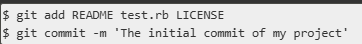 $ git add README test.rb LICENSE
$ git commit -m 'The initial commit of my project'